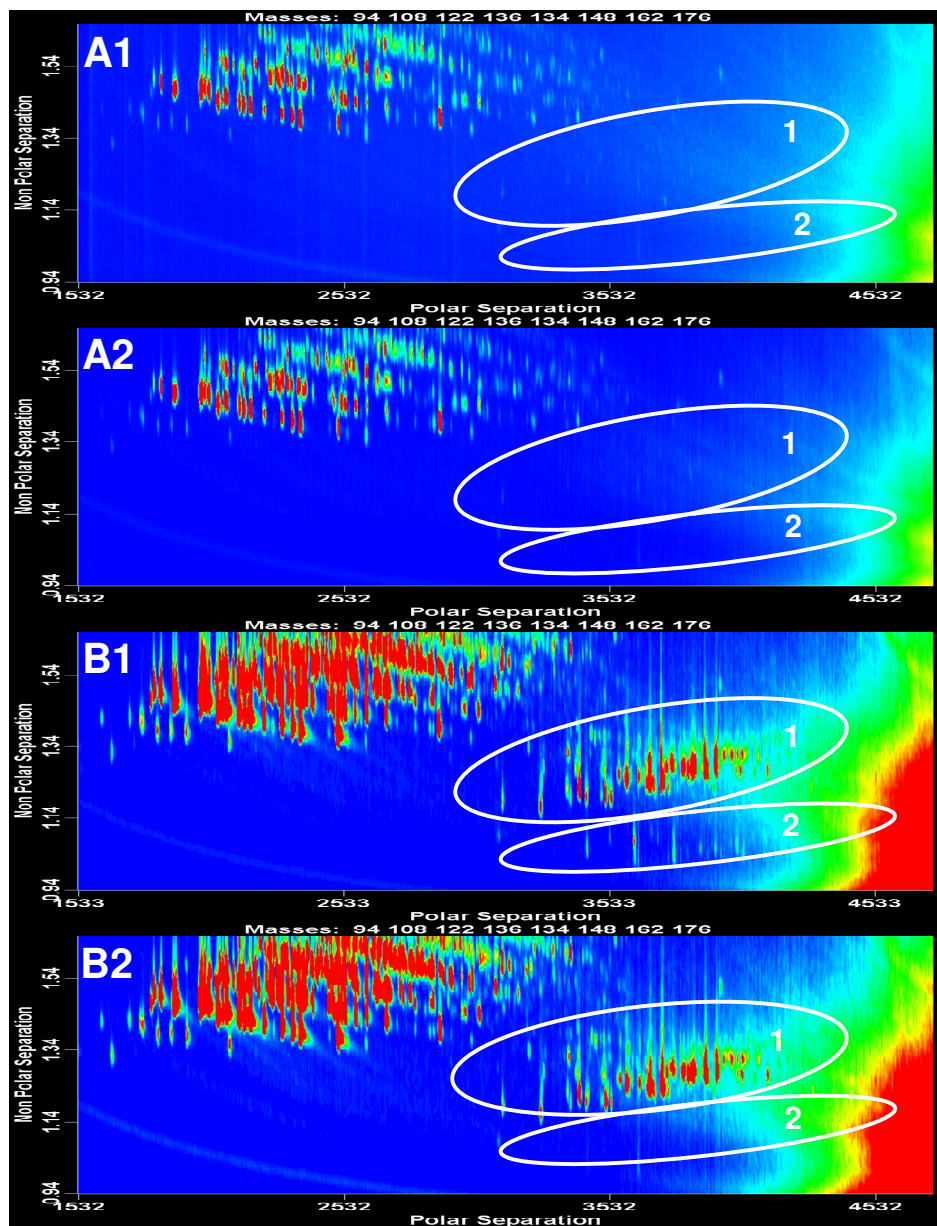 Masses: 94 108 122 136 134 148 162 176
A1
1
2
Non Polar Separation
1.54
1.34
1.14
0.94
1532 2532 3532 4532
Polar Separation
Masses: 94 108 122 136 134 148 162 176
A2
1
2
Non Polar Separation
1.54
1.34
1.14
0.94
1532 2532 3532 4532
Polar Separation
Masses: 94 108 122 136 134 148 162 176
B1
1
2
Non Polar Separation
1.54
1.34
1.14
0.94
1533 2533 3533 4533
Polar Separation
Masses: 94 108 122 136 134 148 162 176
B2
1
2
Non Polar Separation
1.54
1.34
1.14
0.94
1532 2532 3532 4532
Polar Separation